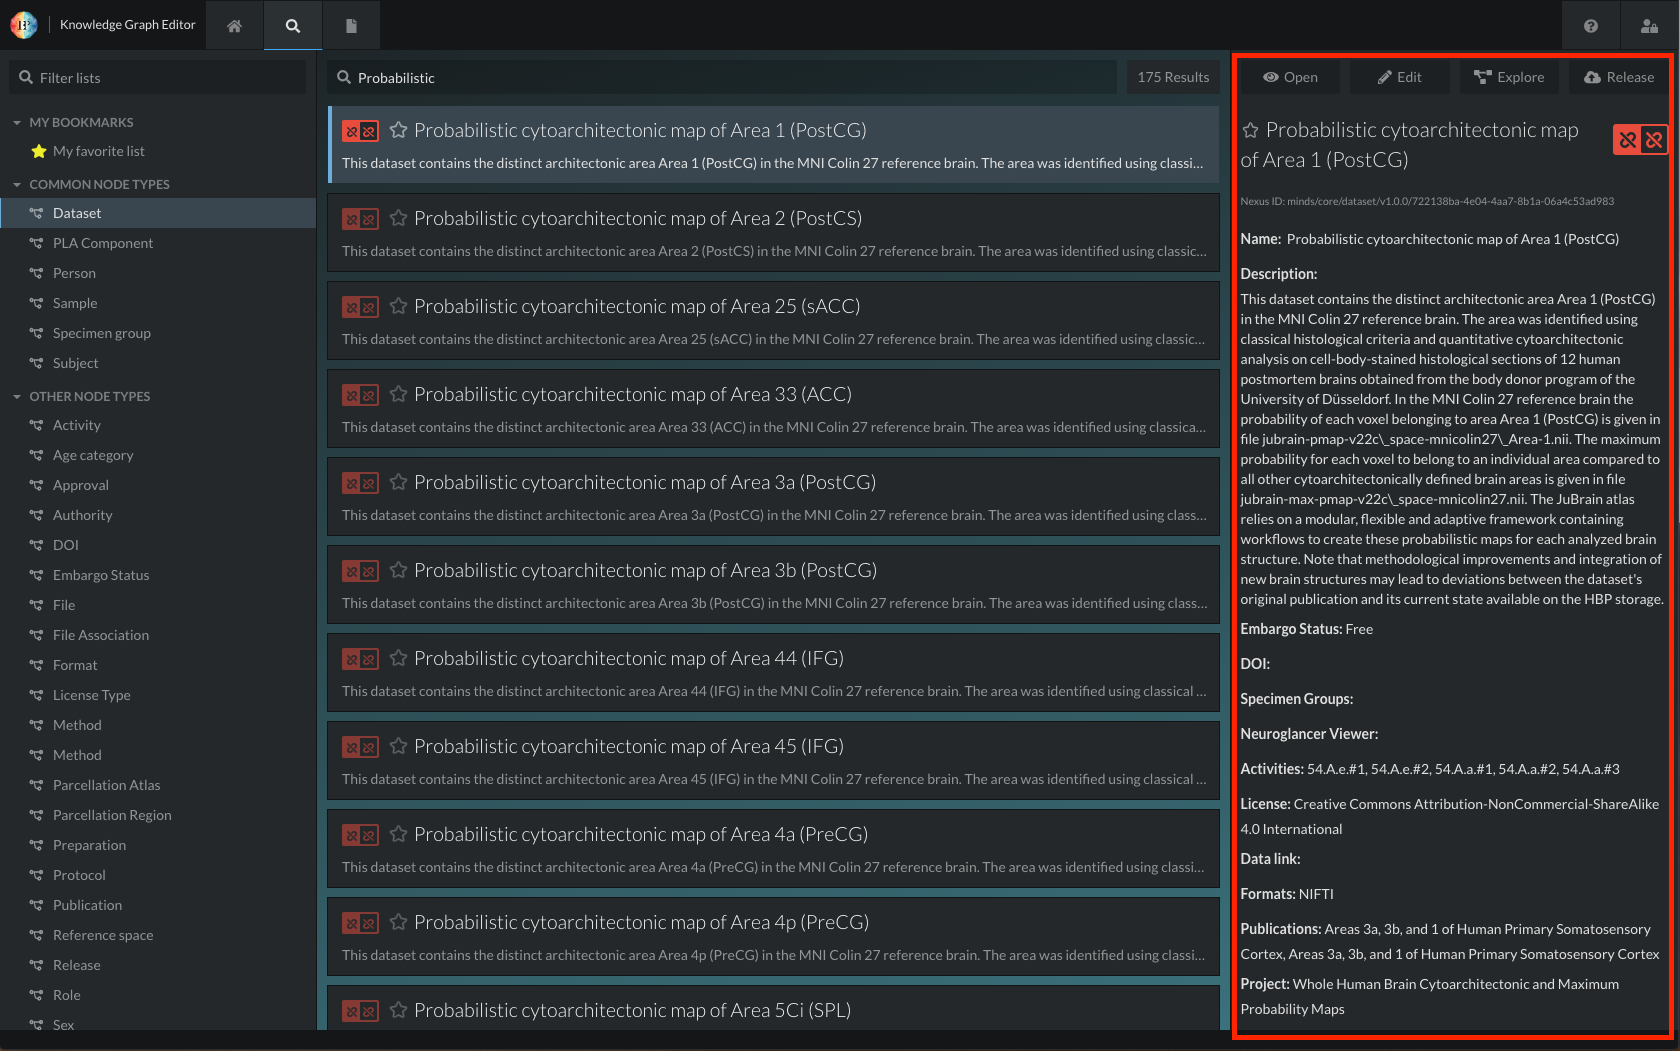 Knowledge Graph Editor
Filter lists
MY BOOKMARKS
My favorite list
COMMON NODE TYPES
Dataset
PLA Component
Person
Sample
Specimen group
Subject
OTHER NODE TYPES
Activity
Age category
Approval
Authority
DOI
Embargo Status
File
File Association
Format
License Type
Method
Method
Parcellation Atlas
Parcellation Region
Preparation
Protocol
Publication
Reference space
Release
Role
Sex
Probabilistic
175 Results
Probabilistic cytoarchitectonic map of Area 1 (PostCG)
This dataset contains the distinct architectonic area Area 1 (PostCG) in the MNI Colin 27 reference brain. The area was identified using classi...
Probabilistic cytoarchitectonic map of Area 2 (PostCS)
This dataset contains the distinct architectonic area Area 2 (PostCS) in the MNI Colin 27 reference brain. The area was identified using classic...
Probabilistic cytoarchitectonic map of Area 25 (sACC)
This dataset contains the distinct architectonic area Area 25 (sACC) in the MNI Colin 27 reference brain. The area was identified using classic...
Probabilistic cytoarchitectonic map of Area 33 (ACC)
This dataset contains the distinct architectonic area Area 33 (ACC) in the MNI Colin 27 reference brain. The area was identified using classica...
Probabilistic cytoarchitectonic map of Area 3a (PostCG)
This dataset contains the distinct architectonic area Area 3a (PostCG) in the MNI Colin 27 reference brain. The area was identified using class...
Probabilistic cytoarchitectonic map of Area 3b (PostCG)
This dataset contains the distinct architectonic area Area 3b (PostCG) in the MNI Colin 27 reference brain. The area was identified using class...
Probabilistic cytoarchitectonic map of Area 44 (IFG)
This dataset contains the distinct architectonic area Area 44 (IFG) in the MNI Colin 27 reference brain. The area was identified using classical ...
Probabilistic cytoarchitectonic map of Area 45 (IFG)
This dataset contains the distinct architectonic area Area 45 (IFG) in the MNI Colin 27 reference brain. The area was identified using classical ...
Probabilistic cytoarchitectonic map of Area 4a (PreCG)
This dataset contains the distinct architectonic area Area 4a (PreCG) in the MNI Colin 27 reference brain. The area was identified using classi...
Probabilistic cytoarchitectonic map of Area 4p (PreCG)
This dataset contains the distinct architectonic area Area 4p (PreCG) in the MNI Colin 27 reference brain. The area was identified using classi...
Probabilistic cytoarchitectonic map of Area 5Ci (SPL)
Open Edit Explore Release
Probabilistic cytoarchitectonic map
of Area 1 (PostCG)
Nexus ID: minds/core/dataset/v1.0.0/722138ba-4e04-4aa7-8b1a-06a4c53ad983
Name: Probabilistic cytoarchitectonic map of Area 1 (PostCG)
Description:
This dataset contains the distinct architectonic area Area 1 (PostCG)
in the MNI Colin 27 reference brain. The area was identified using
classical histological criteria and quantitative cytoarchitectonic
analysis on cell-body-stained histological sections of 12 human
postmortem brains obtained from the body donor program of the
University of Düsseldorf. In the MNI Colin 27 reference brain the
probability of each voxel belonging to area Area 1 (PostCG) is given in
file jubrain-pmap-v22c\_space-mnicolin27\_Area-1.nii. The maximum
probability for each voxel to belong to an individual area compared to
all other cytoarchitectonically defined brain areas is given in file
jubrain-max-pmap-v22c\_space-mnicolin27.nii. The JuBrain atlas
relies on a modular, flexible and adaptive framework containing
workflows to create these probabilistic maps for each analyzed brain
structure. Note that methodological improvements and integration of
new brain structures may lead to deviations between the dataset's
original publication and its current state available on the HBP storage.
Embargo Status: Free
DOI:
Specimen Groups:
Neuroglancer Viewer:
Activities: 54.A.e.#1, 54.A.e.#2, 54.A.a.#1, 54.A.a.#2, 54.A.a.#3
License: Creative Commons Attribution-NonCommercial-ShareAlike
4.0 International
Data link:
Formats: NIFTI
Publications: Areas 3a, 3b, and 1 of Human Primary Somatosensory
Cortex, Areas 3a, 3b, and 1 of Human Primary Somatosensory Cortex
Project: Whole Human Brain Cytoarchitectonic and Maximum
Probability Maps